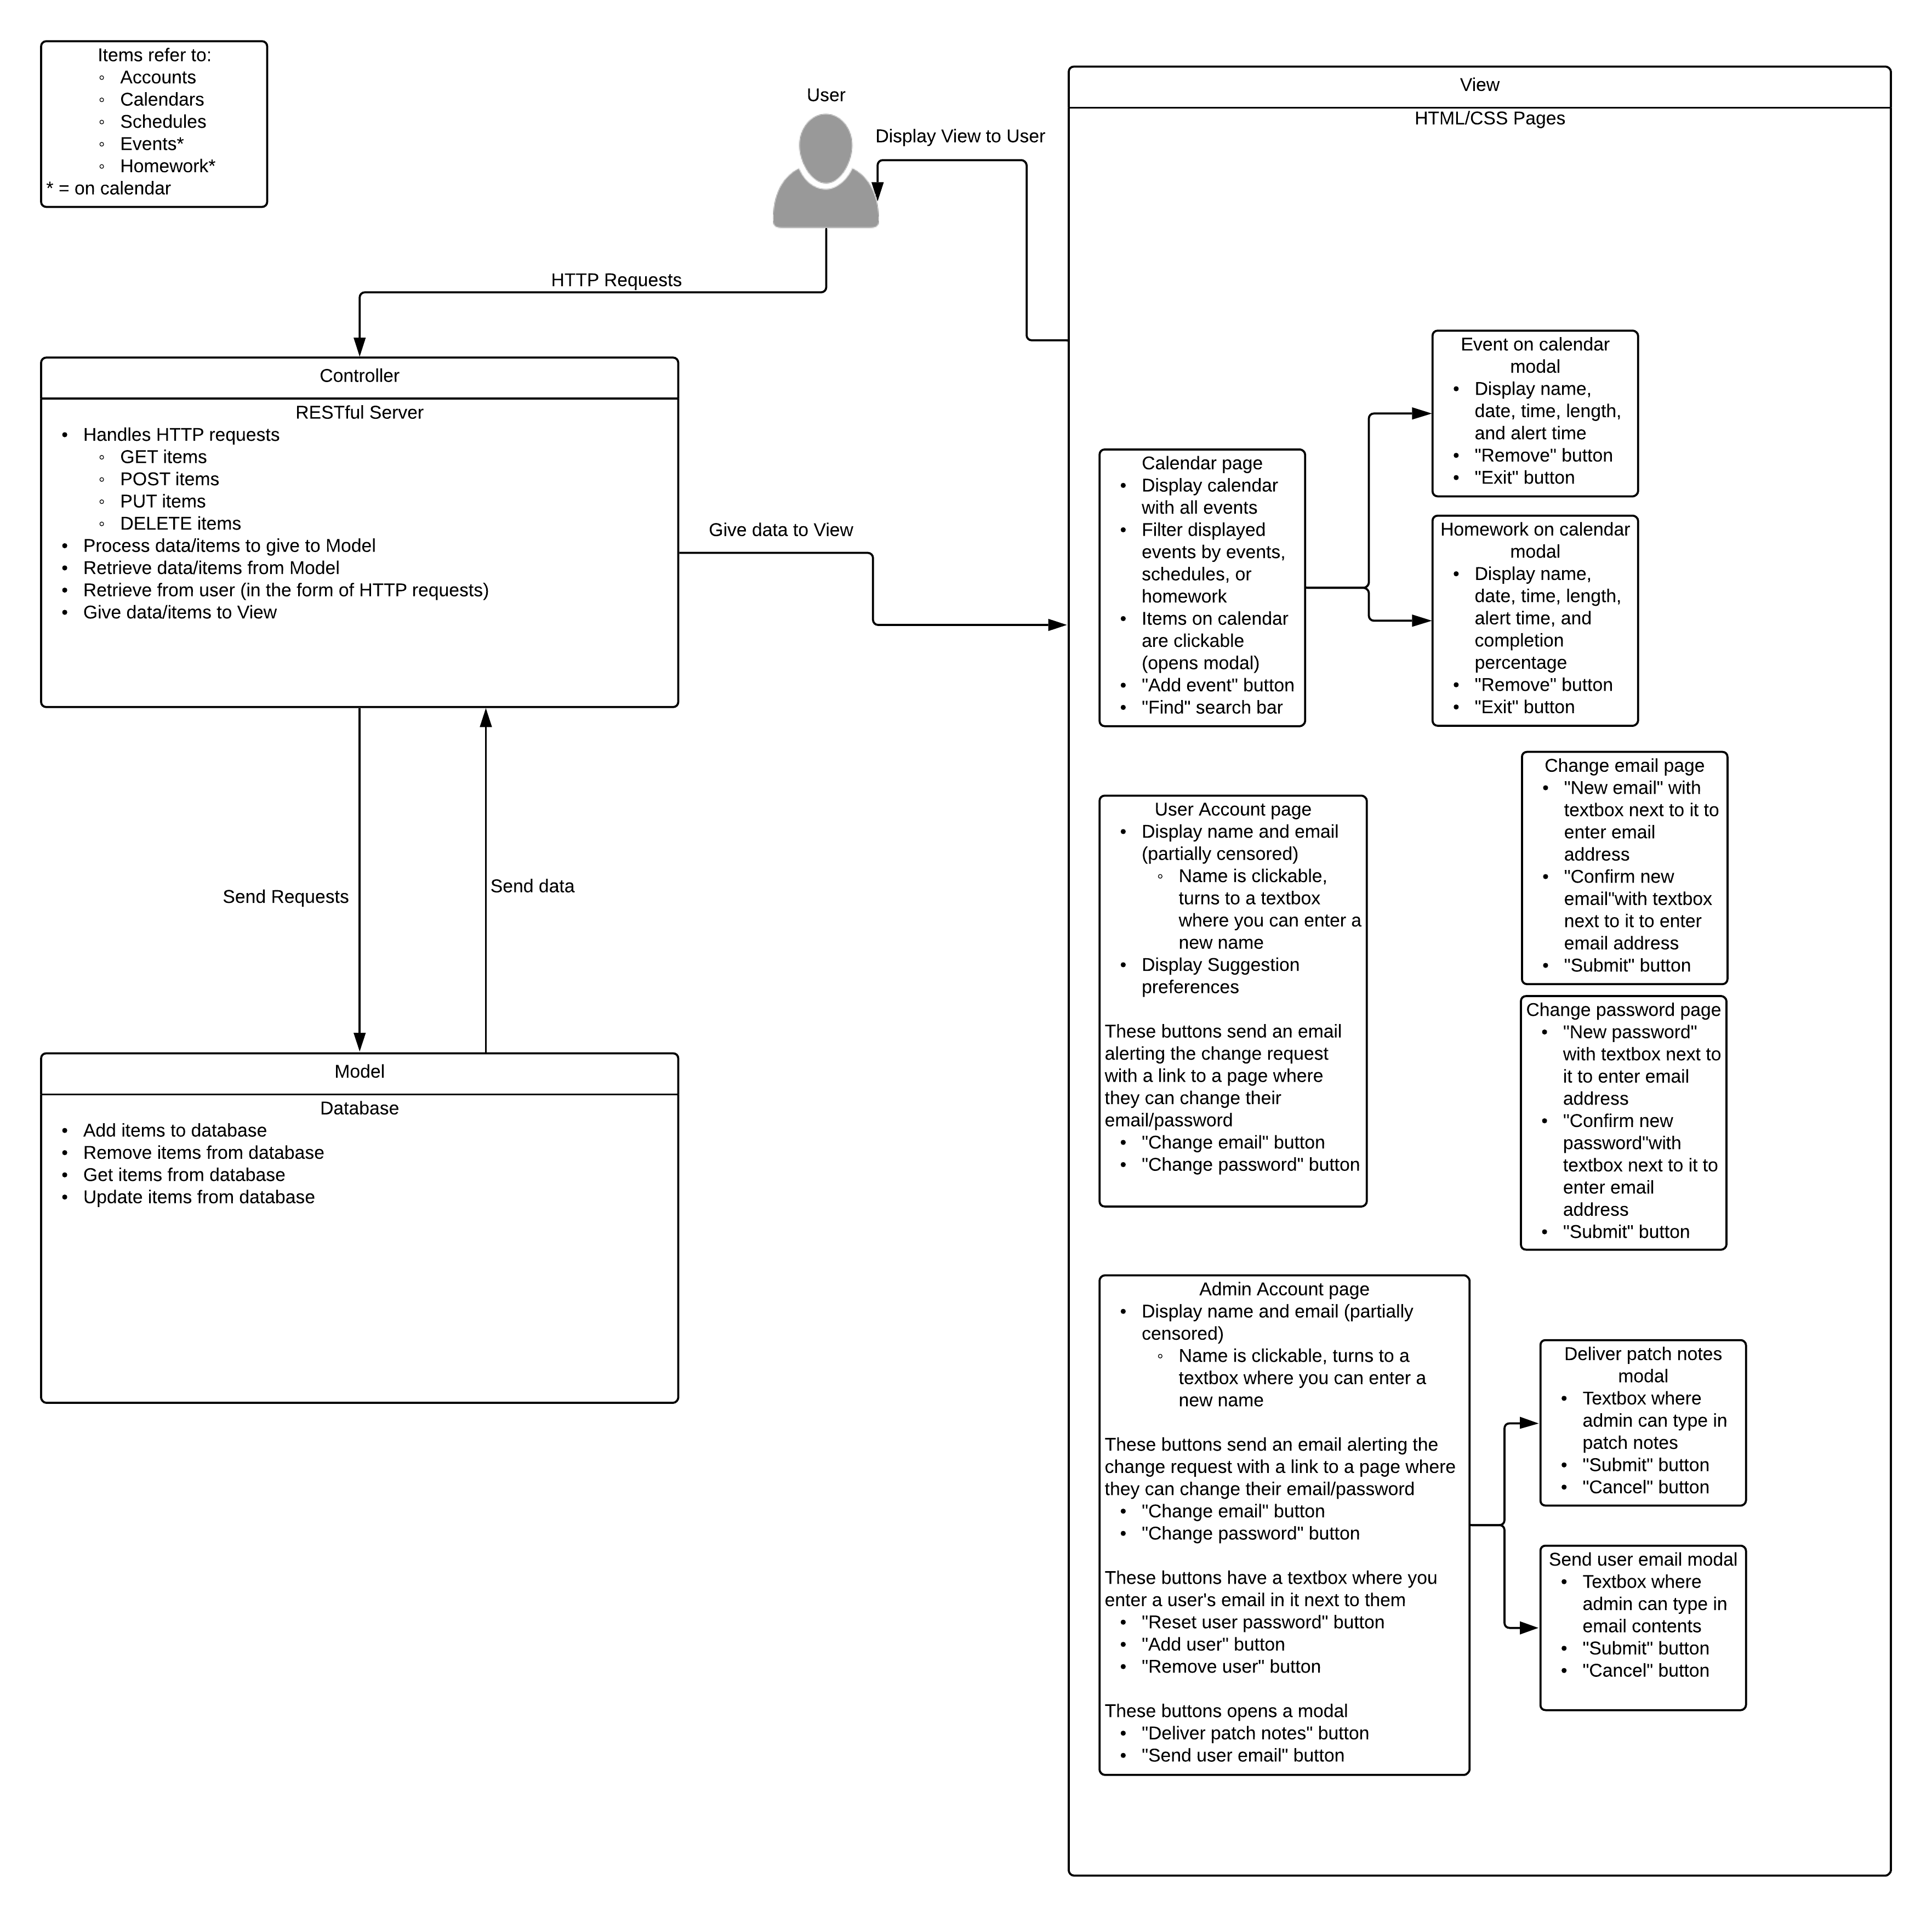 Items refer to:
◦ Accounts
◦ Calendars
◦ Schedules
◦ Events*
◦ Homework*
* = on calendar
User
Display View to User
HTTP Requests
Controller
RESTful Server
• Handles HTTP requests
◦ GET items
◦ POST items
◦ PUT items
◦ DELETE items
• Process data/items to give to Model
• Retrieve data/items from Model
• Retrieve from user (in the form of HTTP requests)
• Give data/items to View
Give data to View
Send Requests
Send data
Model
Database
• Add items to database
• Remove items from database
• Get items from database
• Update items from database
View
HTML/CSS Pages
Calendar page
• Display calendar
with all events
• Filter displayed
events by events,
schedules, or
homework
• Items on calendar
are clickable
(opens modal)
• "Add event" button
• "Find" search bar
Event on calendar
modal
• Display name,
date, time, length,
and alert time
• "Remove" button
• "Exit" button
Homework on calendar
modal
• Display name,
date, time, length,
alert time, and
completion
percentage
• "Remove" button
• "Exit" button
User Account page
• Display name and email
(partially censored)
◦ Name is clickable,
turns to a textbox
where you can enter a
new name
• Display Suggestion
preferences
These buttons send an email
alerting the change request
with a link to a page where
they can change their
email/password
• "Change email" button
• "Change password" button
Change email page
• "New email" with
textbox next to it to
enter email
address
• "Confirm new
email"with textbox
next to it to enter
email address
• "Submit" button
Change password page
• "New password"
with textbox next to
it to enter email
address
• "Confirm new
password"with
textbox next to it to
enter email
address
• "Submit" button
Admin Account page
• Display name and email (partially
censored)
◦ Name is clickable, turns to a
textbox where you can enter a
new name
These buttons send an email alerting the
change request with a link to a page where
they can change their email/password
• "Change email" button
• "Change password" button
These buttons have a textbox where you
enter a user's email in it next to them
• "Reset user password" button
• "Add user" button
• "Remove user" button
These buttons opens a modal
• "Deliver patch notes" button
• "Send user email" button
Deliver patch notes
modal
• Textbox where
admin can type in
patch notes
• "Submit" button
• "Cancel" button
Send user email modal
• Textbox where
admin can type in
email contents
• "Submit" button
• "Cancel" button